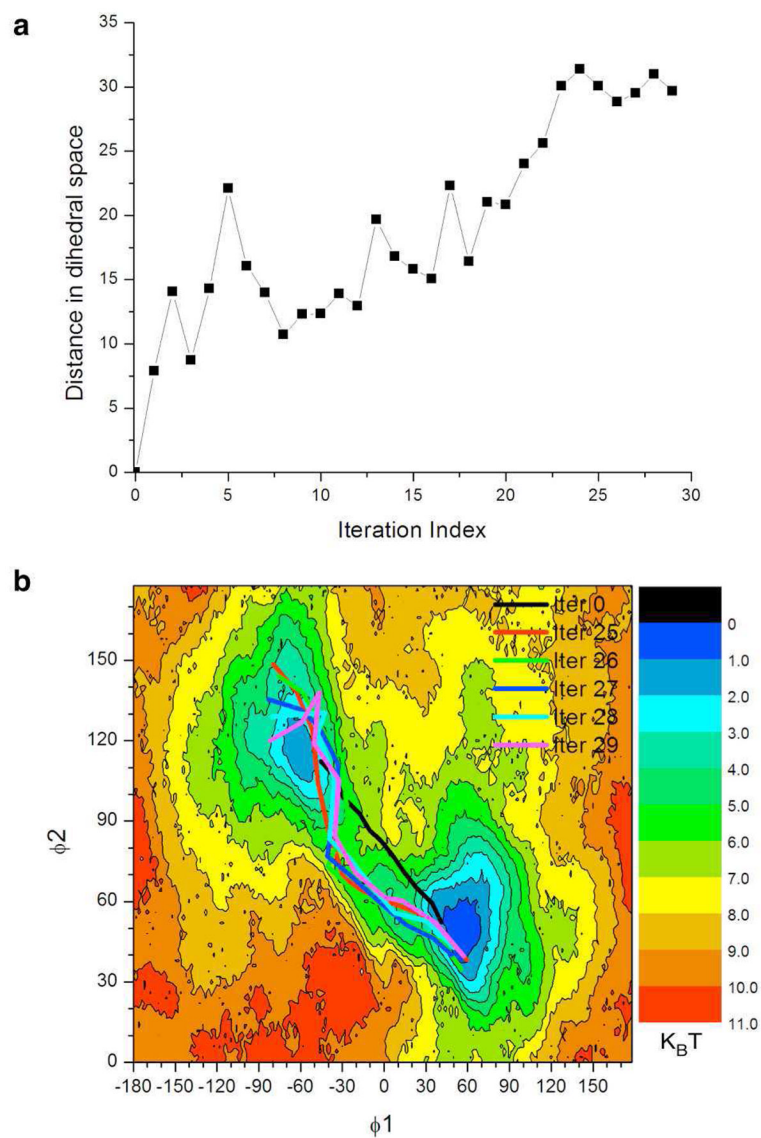 a
35
30
25
20
15
10
5
0
Distance in dihedral space
0 5 10 15 20 25 30
Iteration Index
b
150
120
90
60
30
0
ϕ2
-180 -150 -120 -90 -60 -30 0 30 60 90 120 150
ϕ1
Iter 0
Iter 25
Iter 26
Iter 27
Iter 28
Iter 29
0
1.0
2.0
3.0
4.0
5.0
6.0
7.0
8.0
9.0
10.0
11.0
KBT